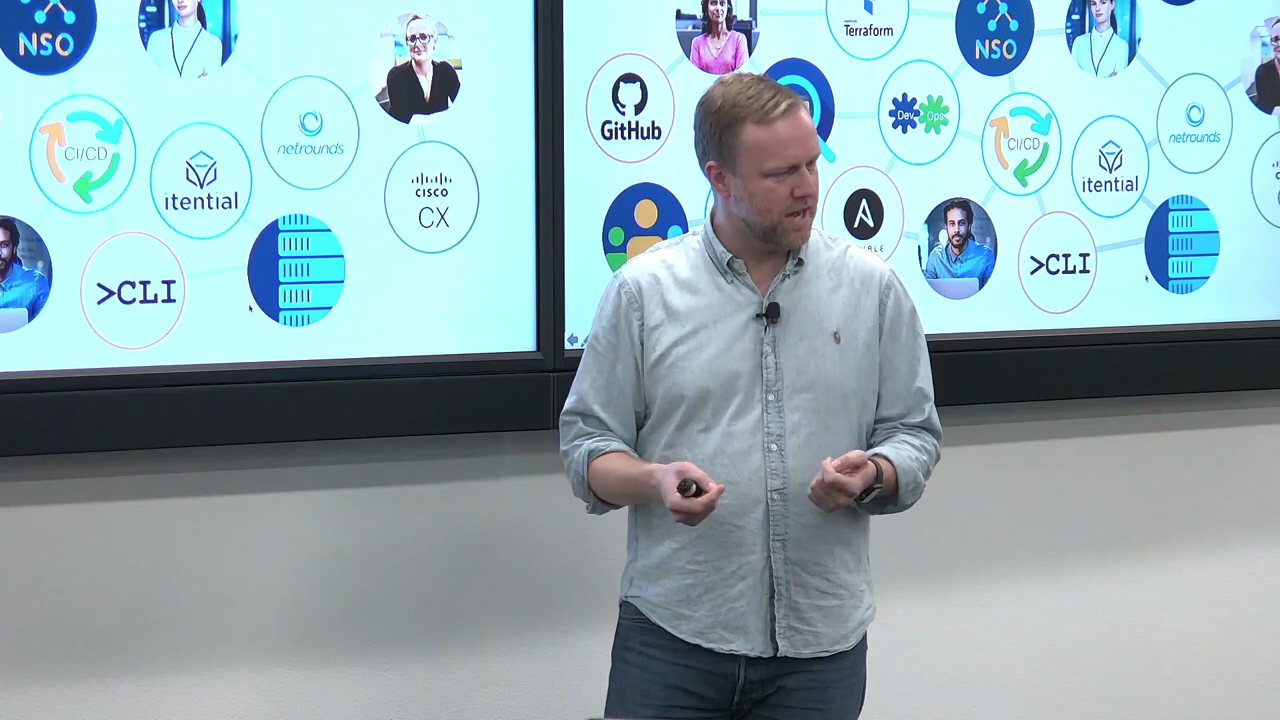 NSO
CI/CD
itential
netrounds
CISCO
CX
>CLI
Terraform
NSO
GitHub
Dev
Ops
CI/CD
itential
netrounds
>CLI